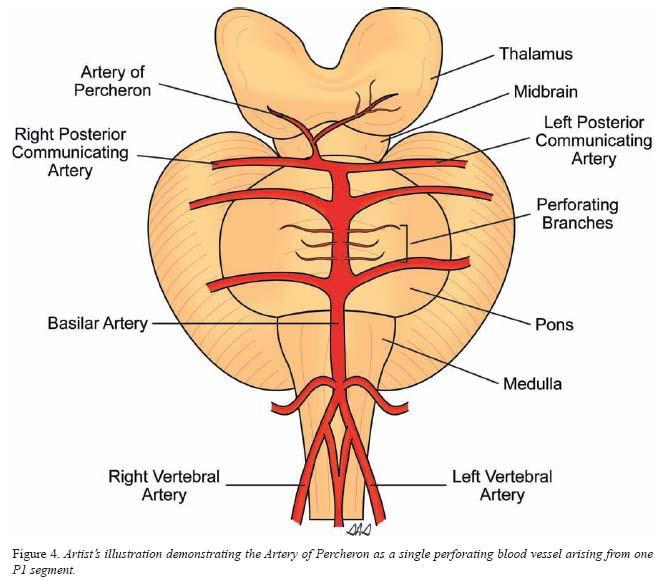 Thalamus
Artery of
Percheron
Midbrain
Right Posterior
Communicating
Artery
Left Posterior
Communicating
Artery
Perforating
Branches
Basilar Artery
Pons
Medulla
Right Vertebral
Artery
Left Vertebral
Artery
Figure 4. Artist's illustration demonstrating the Artery of Percheron as a single perforating blood vessel arising from one
P1 segment.